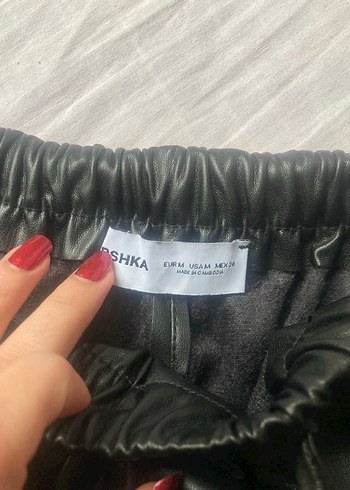 RSHKA
EUR M USA M MEX 28
MADE IN CAMBODIA